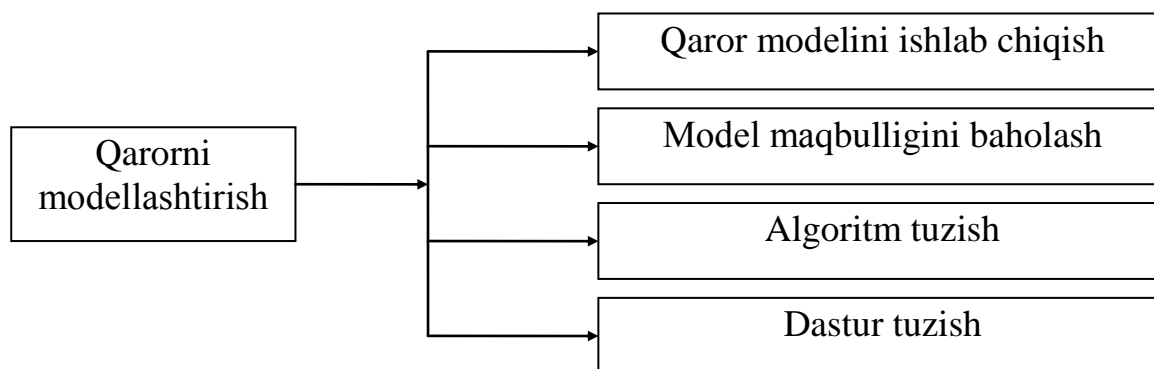 Qarorni
modellashtirish
Qaror modelini ishlab chiqish
Model maqbulligini baholash
Algoritm tuzish
Dastur tuzish